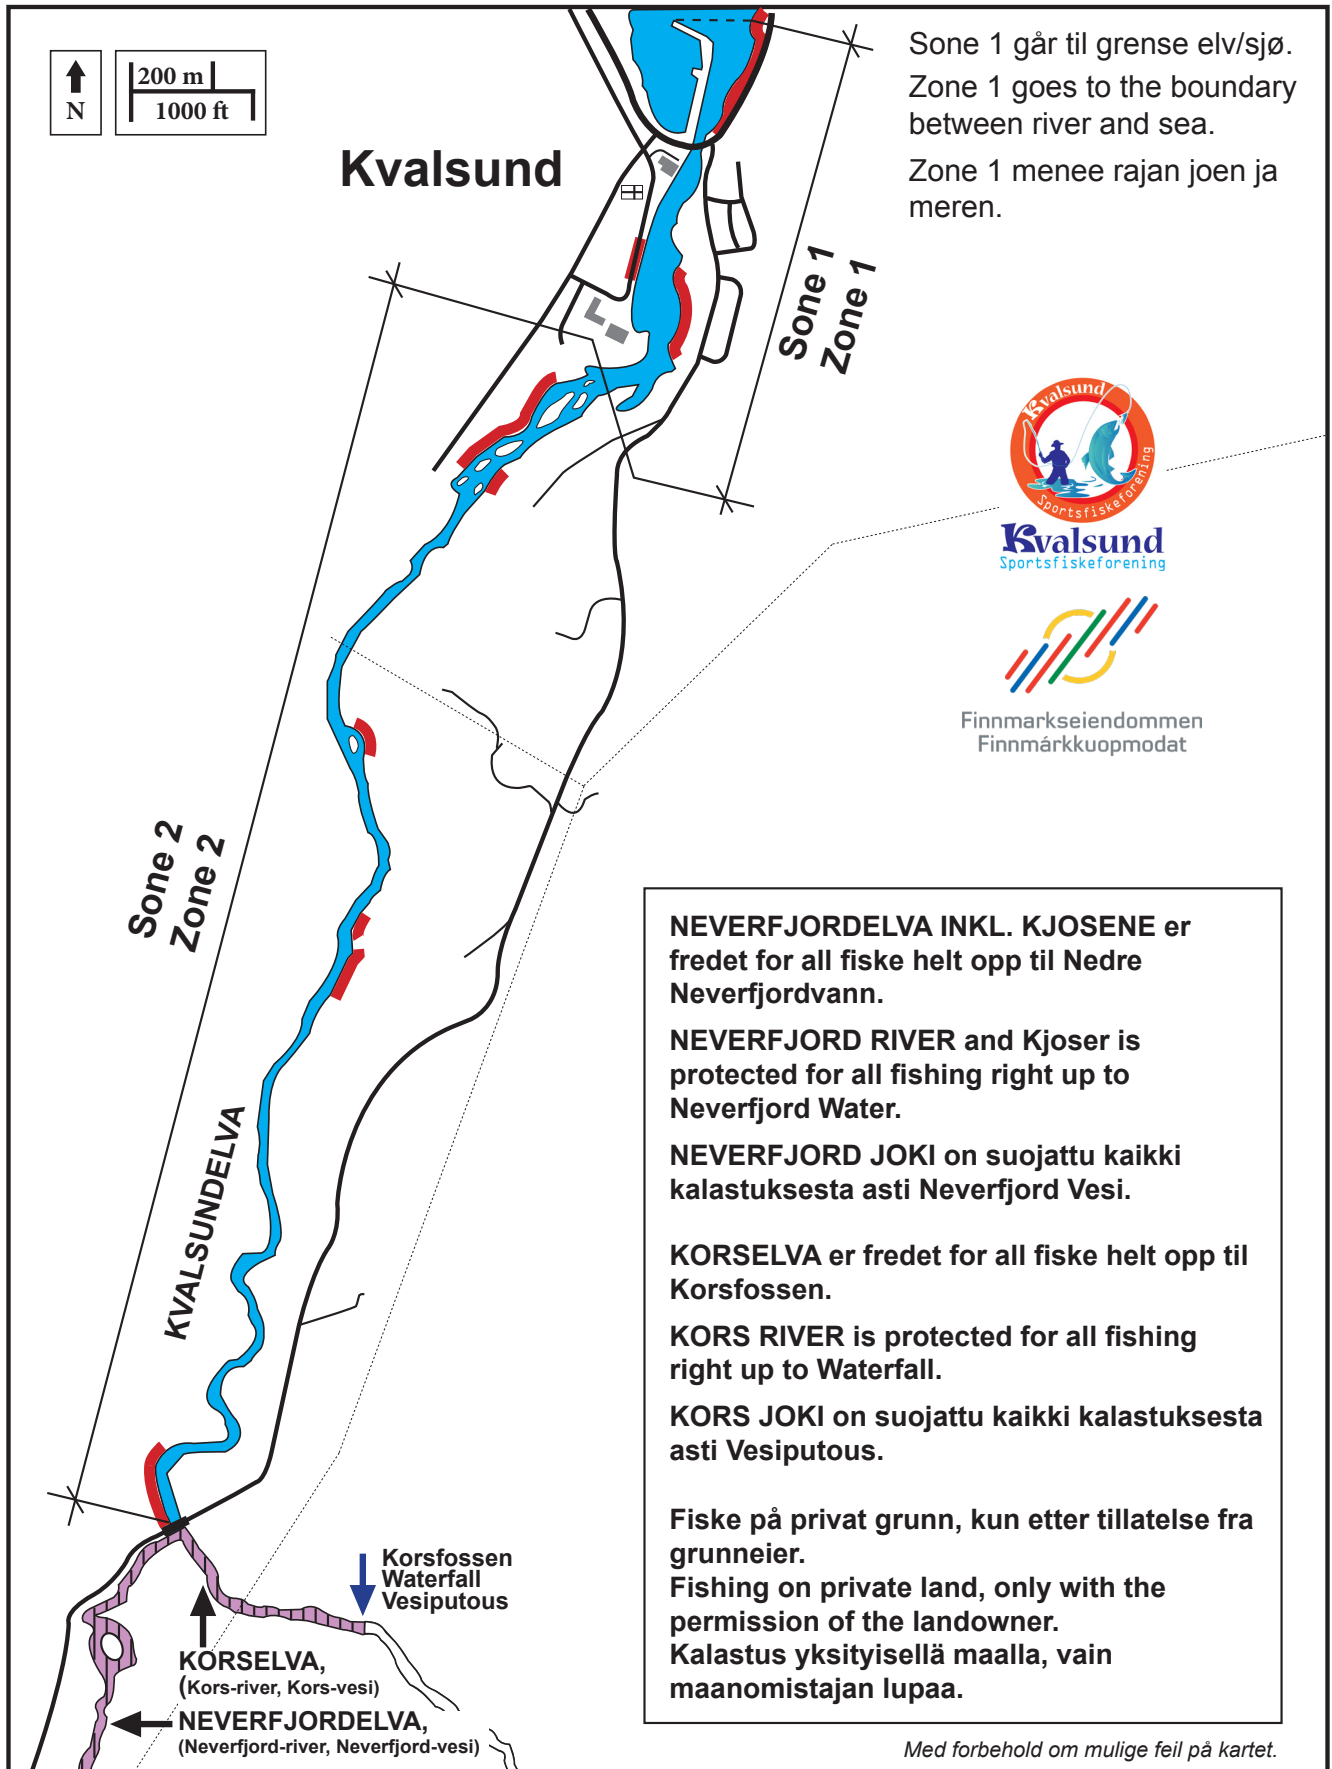 N
200 m
1000 ft
Kvalsund
Sone 1 går til grense elv/sjø.
Zone 1 goes to the boundary
between river and sea.
Zone 1 menee rajan joen ja
meren.
Sone 1
Zone 1
Kvalsund
Sportsfiskeforening
Kvalsund
Sportsfiskeforening
Finnmarkseiendommen
Finnmárkkuopmodat
Sone 2
Zone 2
KVALSUNDELVA
NEVERFJORDELVA INKL. KJOSENE er
fredet for all fiske helt opp til Nedre
Neverfjordvann.
NEVERFJORD RIVER and Kjoser is
protected for all fishing right up to
Neverfjord Water.
NEVERFJORD JOKI on suojattu kaikki
kalastuksesta asti Neverfjord Vesi.
KORSELVA er fredet for all fiske helt opp til
Korsfossen.
KORS RIVER is protected for all fishing
right up to Waterfall.
KORS JOKI on suojattu kaikki kalastuksesta
asti Vesiputous.
Fiske på privat grunn, kun etter tillatelse fra
grunneier.
Fishing on private land, only with the
permission of the landowner.
Kalastus yksityisellä maalla, vain
maanomistajan lupaa.
Korsfossen
Waterfall
Vesiputous
KORSELVA,
(Kors-river, Kors-vesi)
NEVERFJORDELVA,
(Neverfjord-river, Neverfjord-vesi)
Med forbehold om mulige feil på kartet.